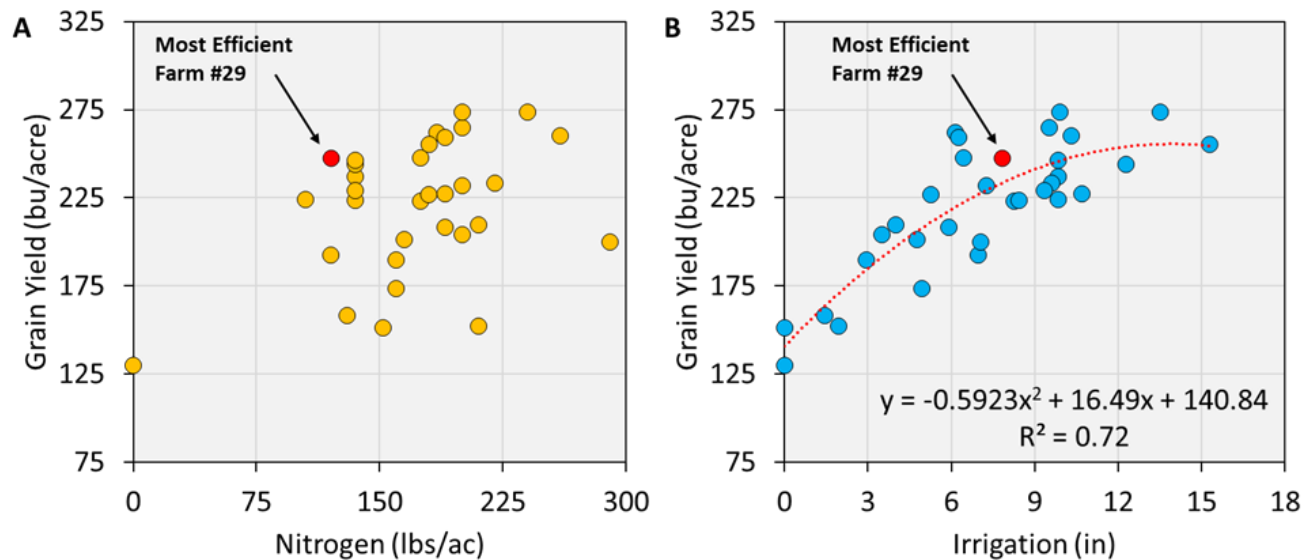 A
Grain Yield (bu/acre)
325
275
225
175
125
75
Most Efficient
Farm #29
0
75
150
225
300
Nitrogen (lbs/ac)
B
Grain Yield (bu/acre)
325
275
225
175
125
75
Most Efficient
Farm #29
y = -0.5923x² + 16.49x + 140.84
R² = 0.72
0
3
6
9
12
15
18
Irrigation (in)